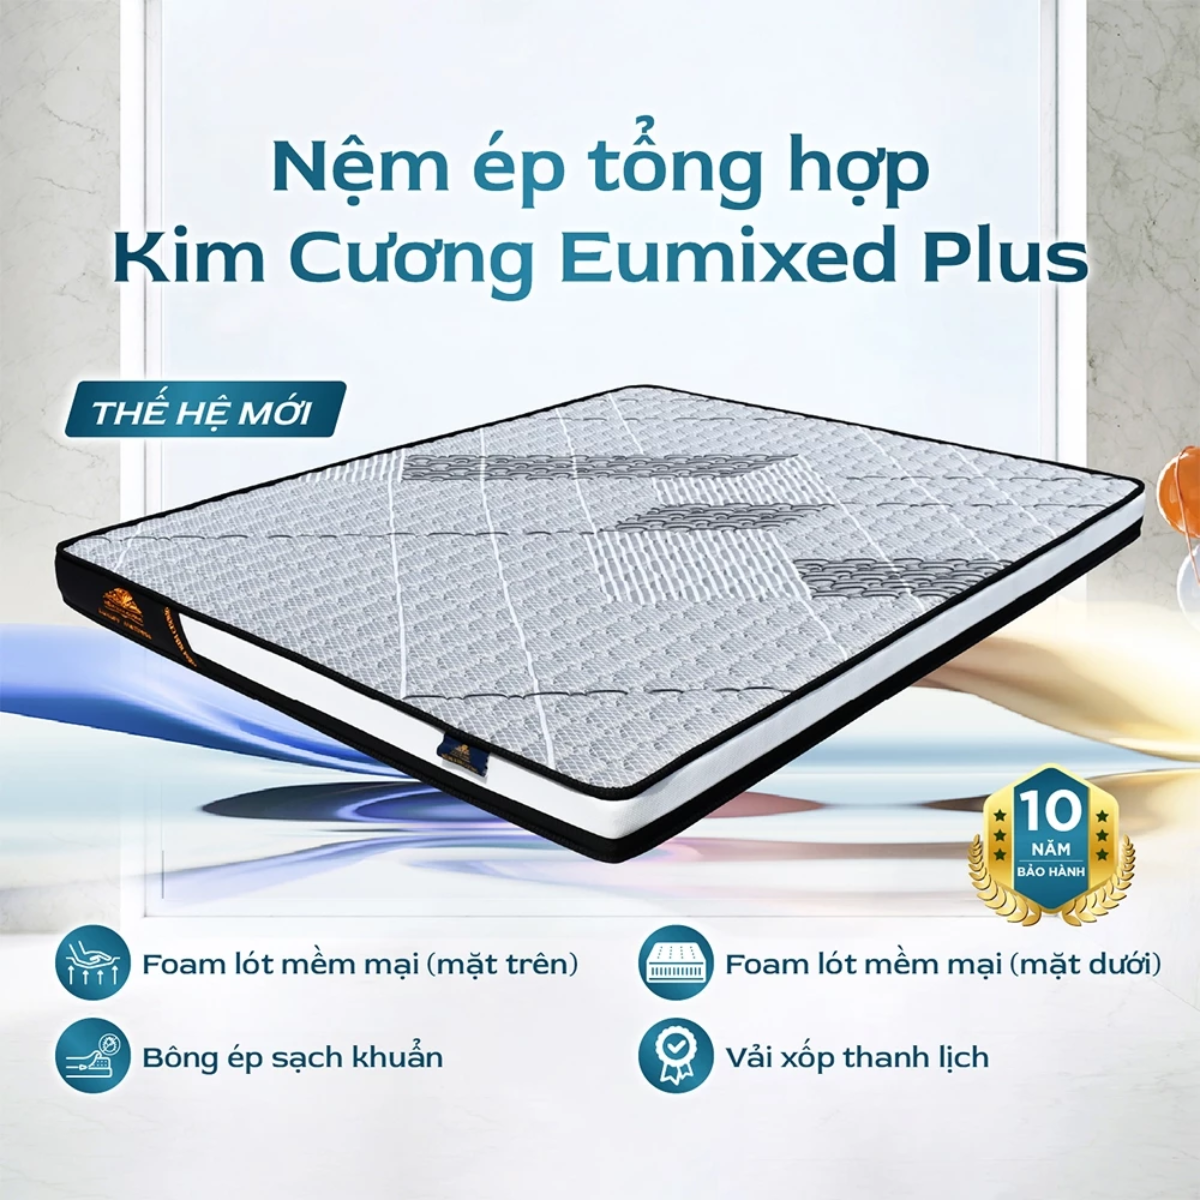 Nệm ép tổng hợp
Kim Cương Eumixed Plus
THẾ HỆ MỚI
10
NĂM
BẢO HÀNH
Foam lót mềm mại (mặt trên)
Foam lót mềm mại (mặt dưới)
Bông ép sạch khuẩn
Vải xốp thanh lịch